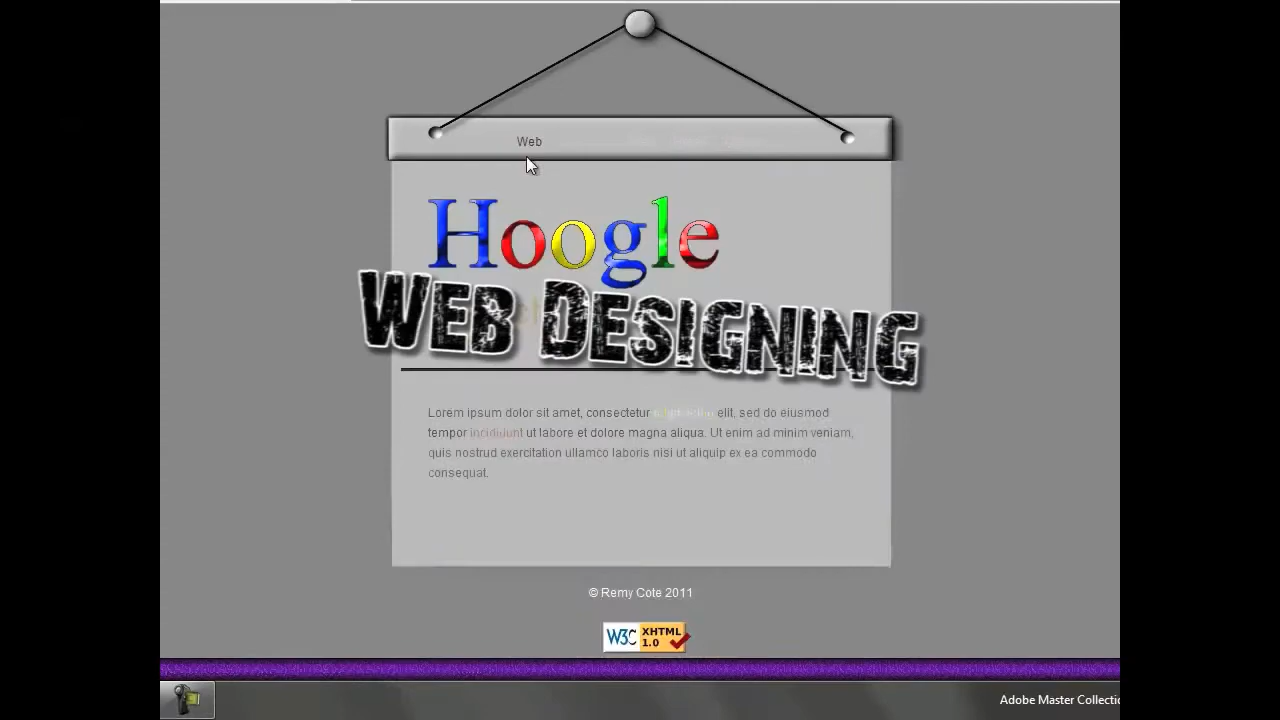 Web
Hoogle
Web Designing
Lorem ipsum dolor sit amet, consectetur elit, sed do eiusmod
tempor incididunt ut labore et dolore magna aliqua. Ut enim ad minim veniam,
quis nostrud exercitation ullamco laboris nisi ut aliquip ex ea commodo
consequat.
© Remy Cote 2011
W3C XHTML
1.0
Adobe Master Collectio